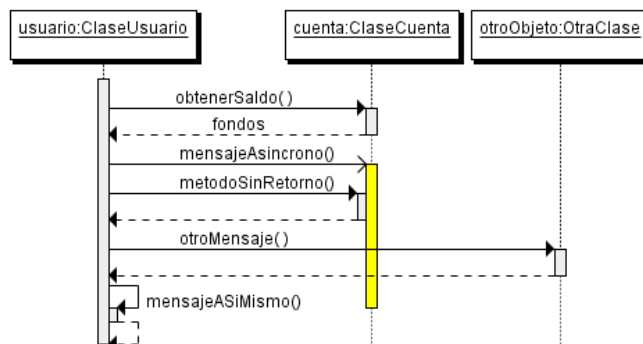 usuario:ClaseUsuario
cuenta:ClaseCuenta
otroObjeto:OtraClase
obtenerSaldo()
fondos
mensajeAsincrono()
metodoSinRetorno()
otroMensaje()
mensajeASiMismo()